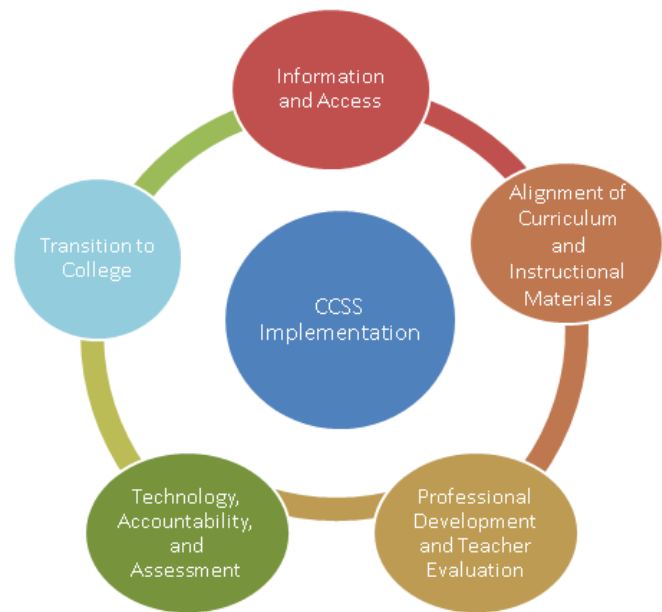 Information
and Access
Alignment of
Curriculum
and
Instructional
Materials
Transition to
College
CCSS
Implementation
Technology,
Accountability,
and
Assessment
Professional
Development
and Teacher
Evaluation